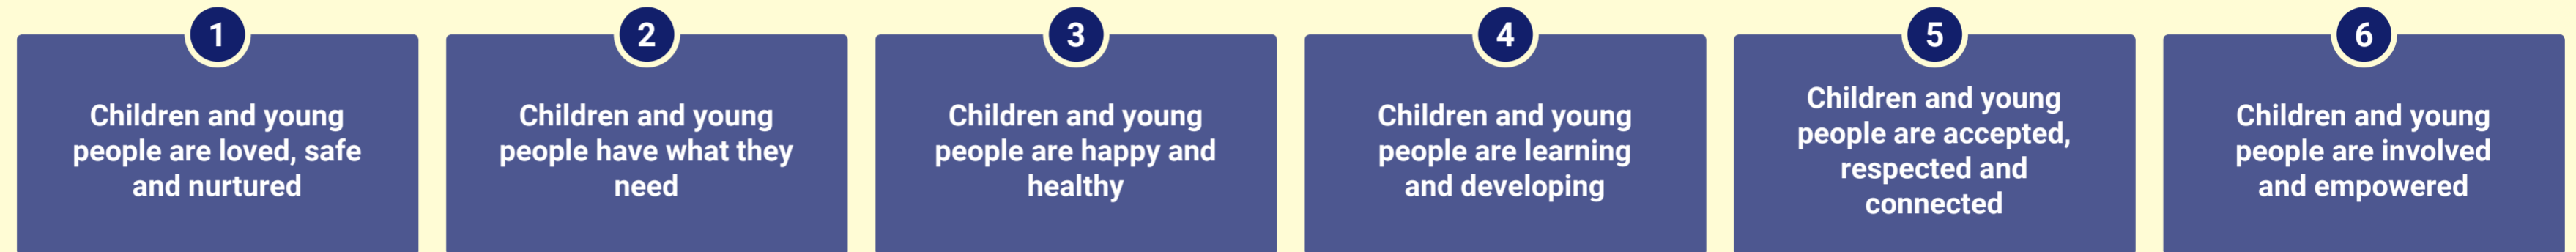 1
Children and young
people are loved, safe
and nurtured
2
Children and young
people have what they
need
3
Children and young
people are happy and
healthy
4
Children and young
people are learning
and developing
5
Children and young
people are accepted,
respected and
connected
6
Children and young
people are involved
and empowered